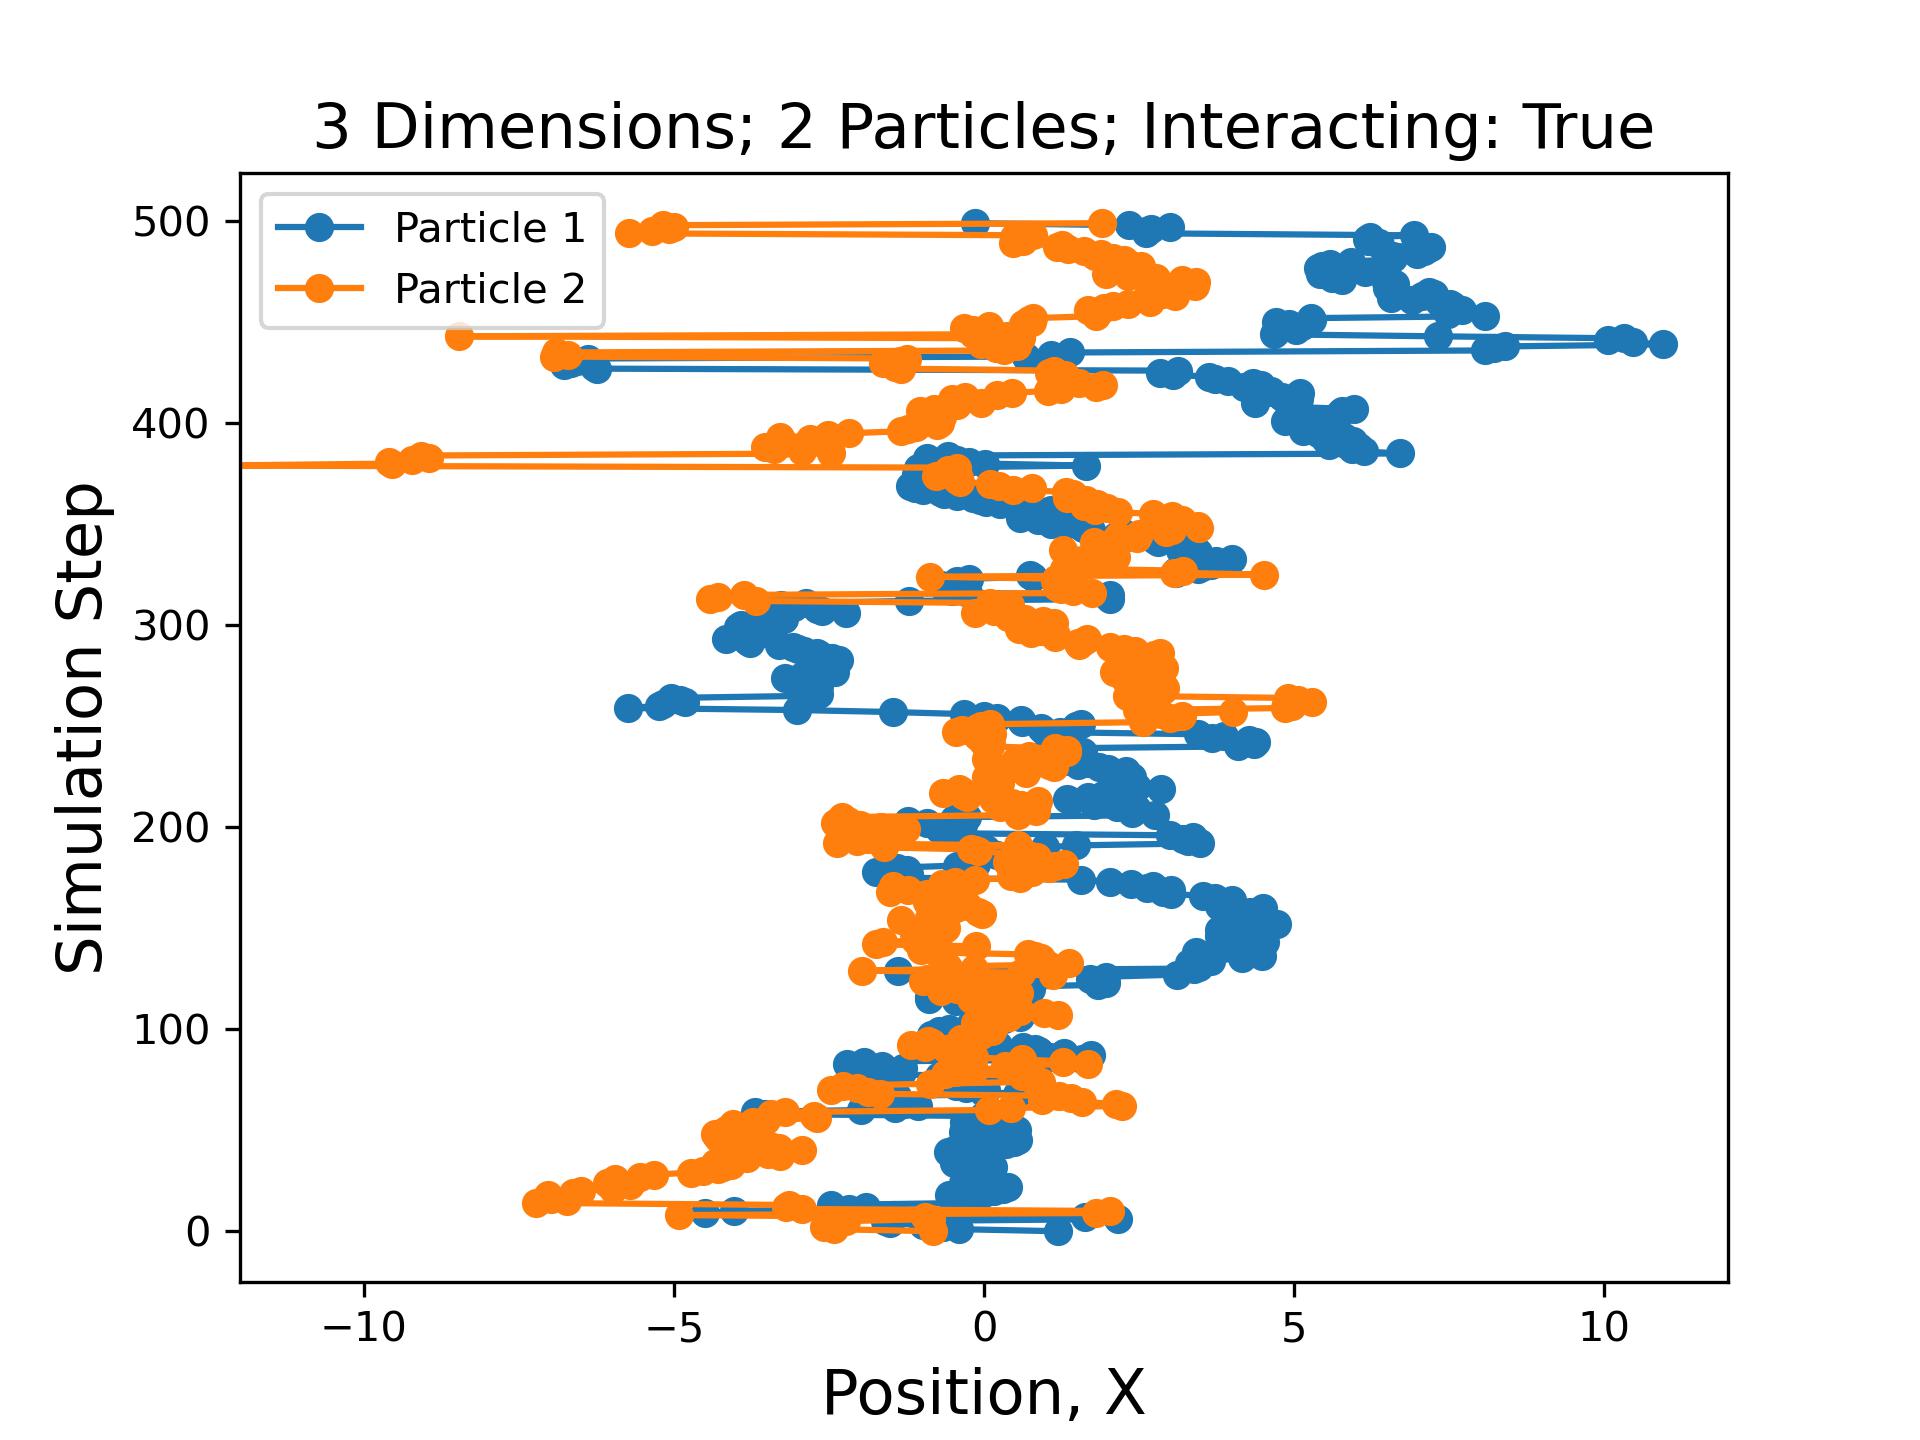 3 Dimensions; 2 Particles; Interacting: True
Particle 1
Particle 2
500
400
300
200
100
0
Simulation Step
−10
−5
0
5
10
Position, X